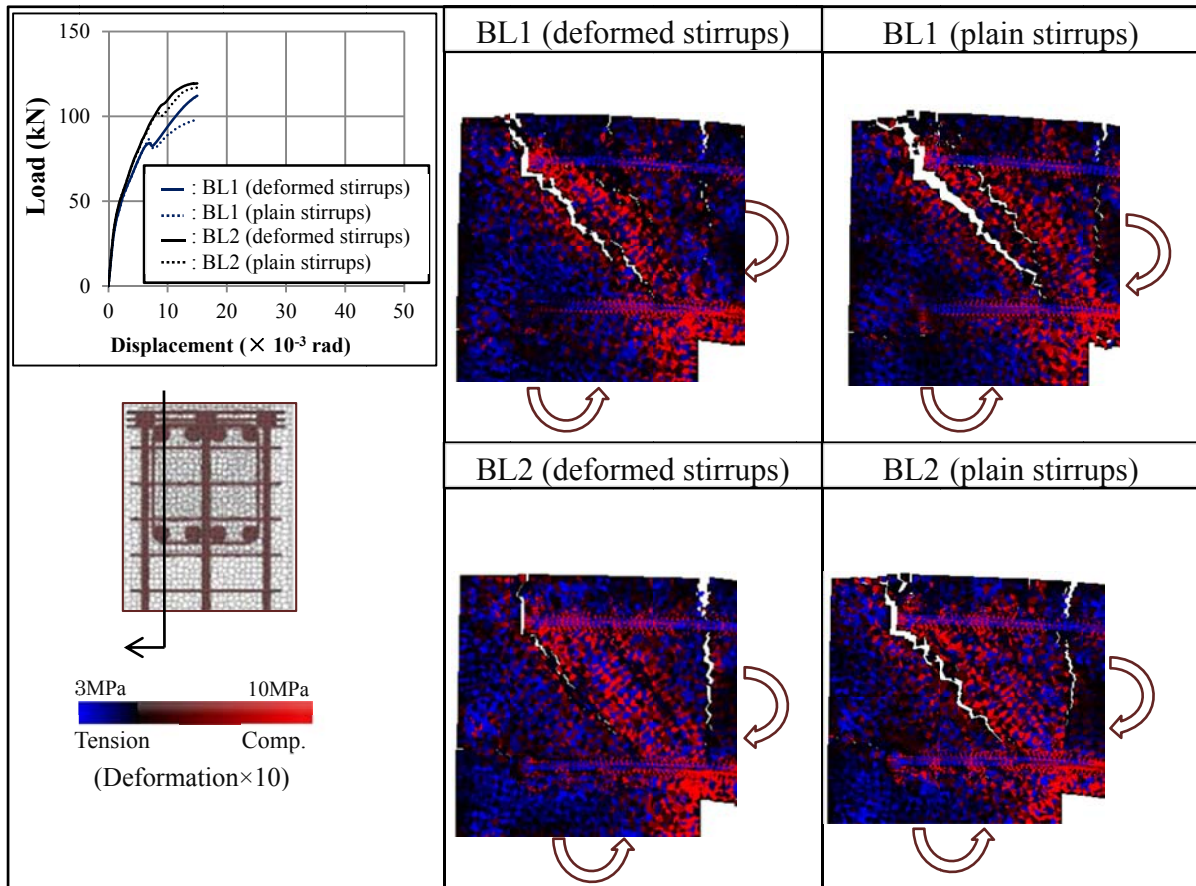 150
100
50
0
Load (kN)
: BL1 (deformed stirrups)
: BL1 (plain stirrups)
: BL2 (deformed stirrups)
: BL2 (plain stirrups)
0 10 20 30 40 50
Displacement (× 10⁻³ rad)
3MPa 10MPa
Tension Comp.
(Deformation×10)
BL1 (deformed stirrups)
BL1 (plain stirrups)
BL2 (deformed stirrups)
BL2 (plain stirrups)